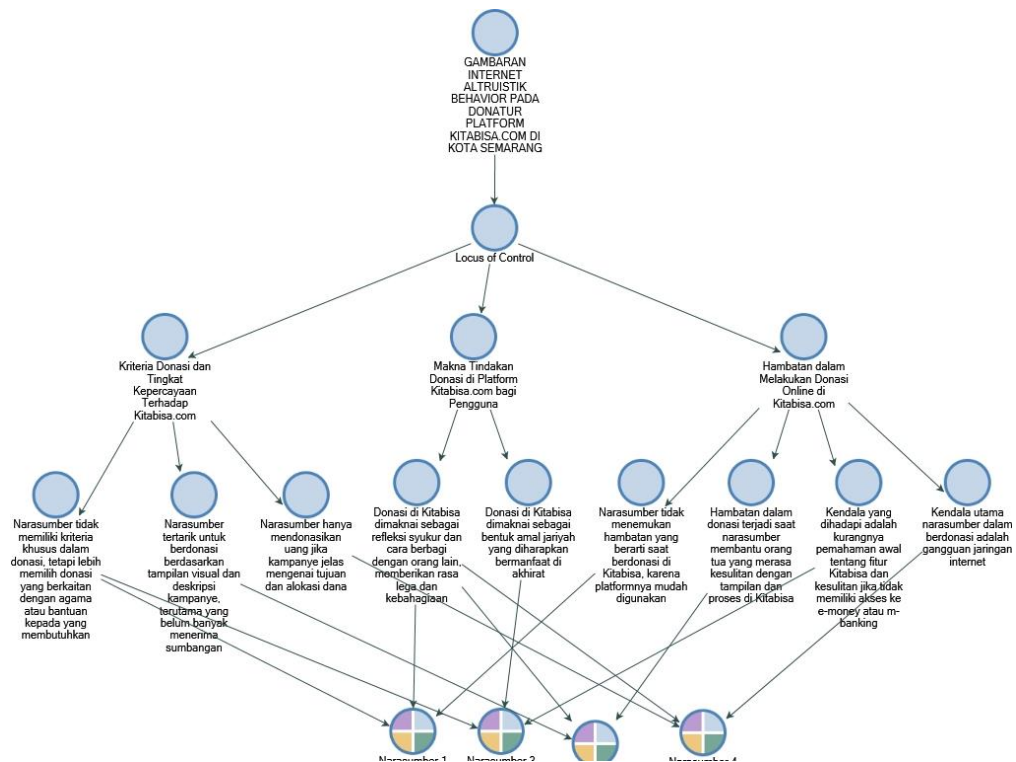 GAMBARAN
INTERNET
ALTRUISTIK
BEHAVIOR PADA
DONATUR
PLATFORM
KITABISA.COM DI
KOTA SEMARANG
Locus of Control
Kriteria Donasi dan
Tingkat
Kepercayaan
Terhadap
Kitabisa.com
Makna Tindakan
Donasi di Platform
Kitabisa.com bagi
Pengguna
Hambatan dalam
Melakukan Donasi
Online di
Kitabisa.com
Narasumber tidak
memiliki kriteria
khusus dalam
donasi, tetapi lebih
memilih donasi
yang berkaitan
dengan agama
atau bantuan
kepada yang
membutuhkan
Narasumber
tertarik untuk
berdonasi
berdasarkan
tampilan visual dan
deskripsi
kampanye,
terutama yang
belum banyak
menerima
sumbangan
Narasumber hanya
mendonasikan
uang jika
kampanye jelas
mengenai tujuan
dan alokasi dana
Donasi di Kitabisa
dimaknai sebagai
refleksi syukur dan
cara berbagi
dengan orang lain,
memberikan rasa
lega dan
kebahagiaan
Donasi di Kitabisa
dimaknai sebagai
bentuk amal jariyah
yang diharapkan
bermanfaat di
akhirat
Narasumber tidak
menemukan
hambatan yang
berarti saat
berdonasi di
Kitabisa, karena
platformnya mudah
digunakan
Hambatan dalam
donasi terjadi saat
narasumber
membantu orang
tua yang merasa
kesulitan dengan
tampilan dan
proses di Kitabisa
Kendala yang
dihadapi adalah
kurangnya
pemahaman awal
tentang fitur
Kitabisa dan
kesulitan jika tidak
memiliki akses ke
e-money atau m-
banking
Kendala utama
narasumber dalam
berdonasi adalah
gangguan jaringan
internet
Narasumber 1
Narasumber 3
Narasumber 4